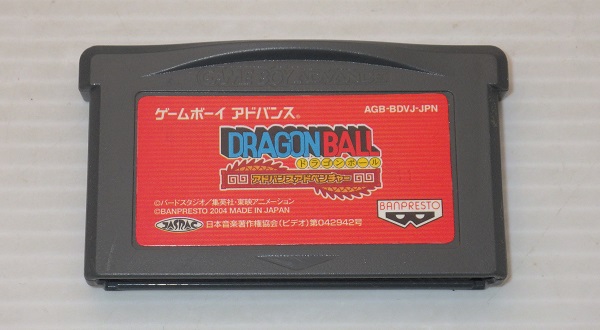 ゲームボーイ アドバンス®
AGB-BDVJ-JPN
DRAGON BALL
ドラゴンボール
アドバンスアドベンチャー
©バードスタジオ/集英社・東映アニメーション
©BANPRESTO 2004 MADE IN JAPAN
JASRAC
日本音楽著作権協会(ビデオ)第042942号
BANPRESTO